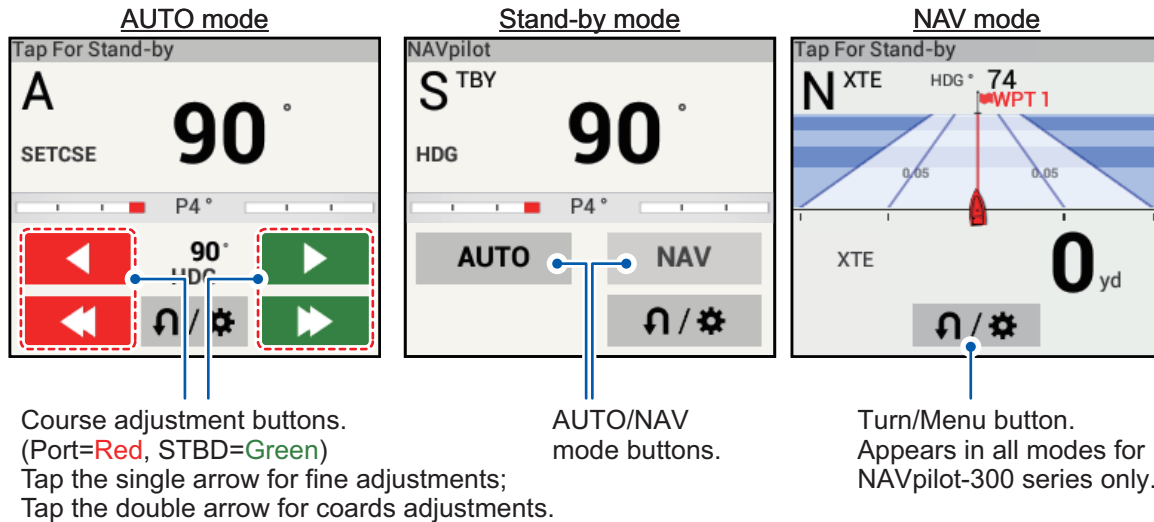 AUTO mode
Tap For Stand-by
A
90°
SETCSE
P4°
90°
HDG
/
Course adjustment buttons.
(Port=Red, STBD=Green)
Tap the single arrow for fine adjustments;
Tap the double arrow for coards adjustments.
Stand-by mode
NAVpilot
S TBY
90°
HDG
P4°
AUTO NAV
/
AUTO/NAV
mode buttons.
NAV mode
Tap For Stand-by
N XTE HDG° 74
WPT 1
0.05 0.05
XTE 0 yd
/
Turn/Menu button.
Appears in all modes for
NAVpilot-300 series only.